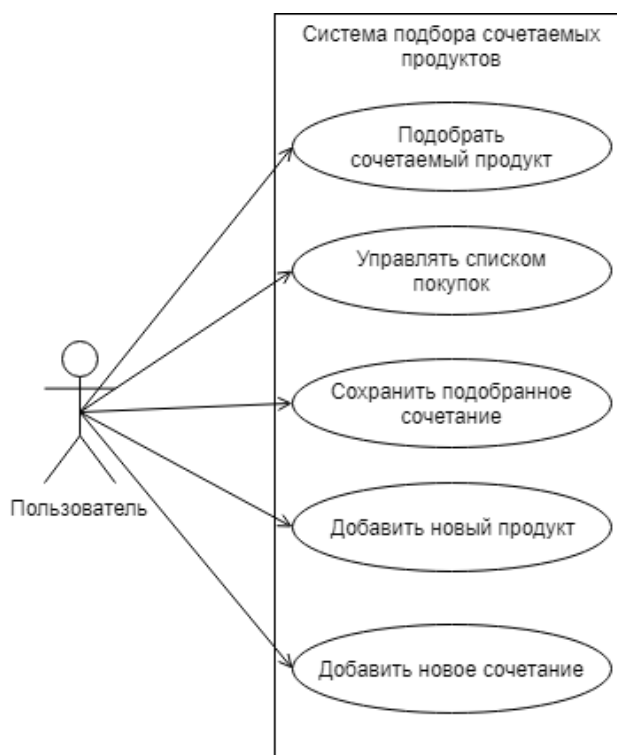 Система подбора сочетаемых
продуктов
Подобрать
сочетаемый продукт
Управлять списком
покупок
Сохранить подобранное
сочетание
Пользователь
Добавить новый продукт
Добавить новое сочетание